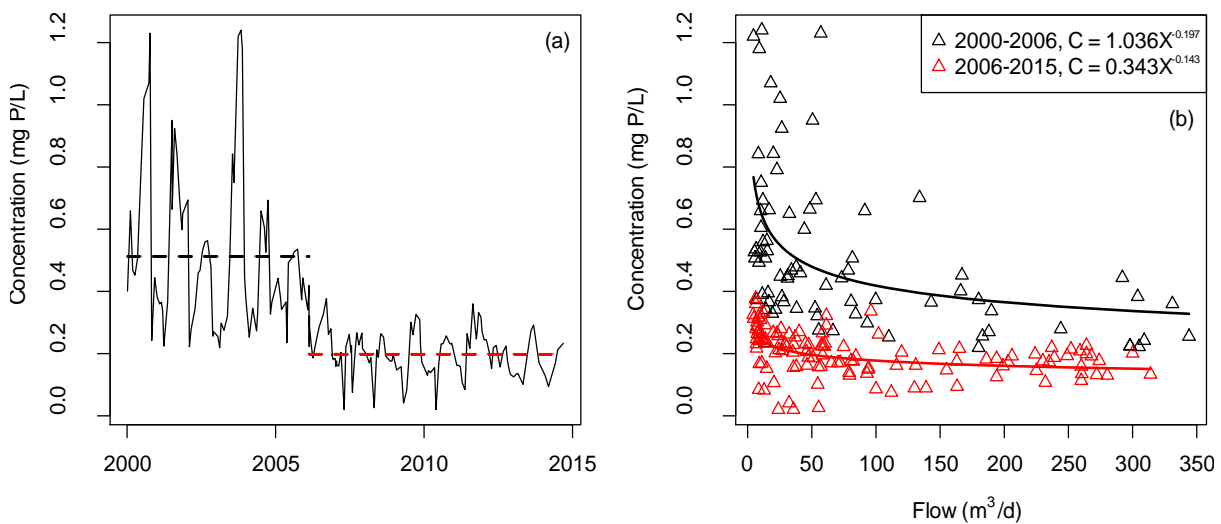 (a)
Concentration (mg P/L)
0.0 0.2 0.4 0.6 0.8 1.0 1.2
2000 2005 2010 2015
2000-2006, C = 1.036X^-0.197
2006-2015, C = 0.343X^-0.143
(b)
Concentration (mg P/L)
0.0 0.2 0.4 0.6 0.8 1.0 1.2
0 50 100 150 200 250 300 350
Flow (m³/d)